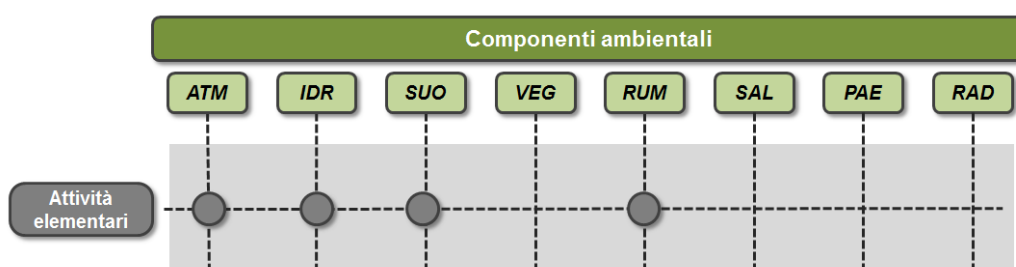 Componenti ambientali
ATM IDR SUO VEG RUM SAL PAE RAD
Attività
elementari